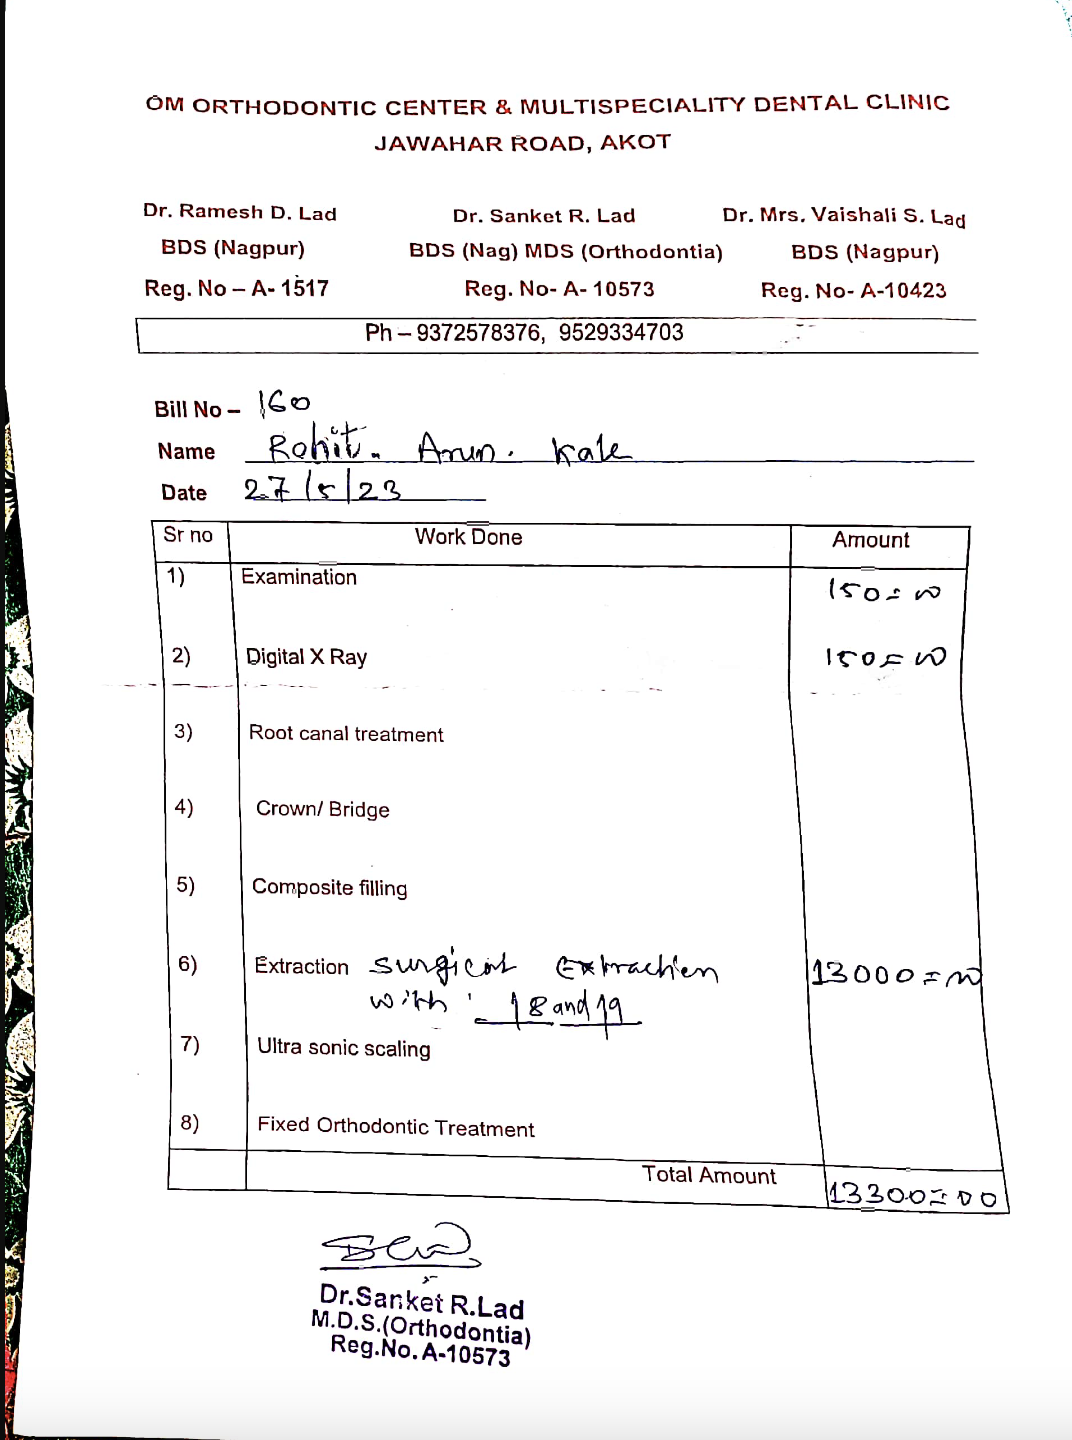 OM ORTHODONTIC CENTER & MULTISPECIALITY DENTAL CLINIC
JAWAHAR ROAD, AKOT
Dr. Ramesh D. Lad Dr. Sanket R. Lad Dr. Mrs. Vaishali S. Lad
BDS (Nagpur) BDS (Nag) MDS (Orthodontia) BDS (Nagpur)
Reg. No – A- 1517 Reg. No- A- 10573 Reg. No- A-10423
Ph – 9372578376, 9529334703
Bill No – 160
Name Rohit. Arun. Kale
Date 27/5/23
Sr no Work Done Amount
1) Examination 150=00
2) Digital X Ray 150=00
3) Root canal treatment
4) Crown/ Bridge
5) Composite filling
6) Extraction surgical Extraction 13000=00
with 18 and 19
7) Ultra sonic scaling
8) Fixed Orthodontic Treatment
Total Amount 13300=00
Dr.Sanket R.Lad
M.D.S.(Orthodontia)
Reg.No.A-10573